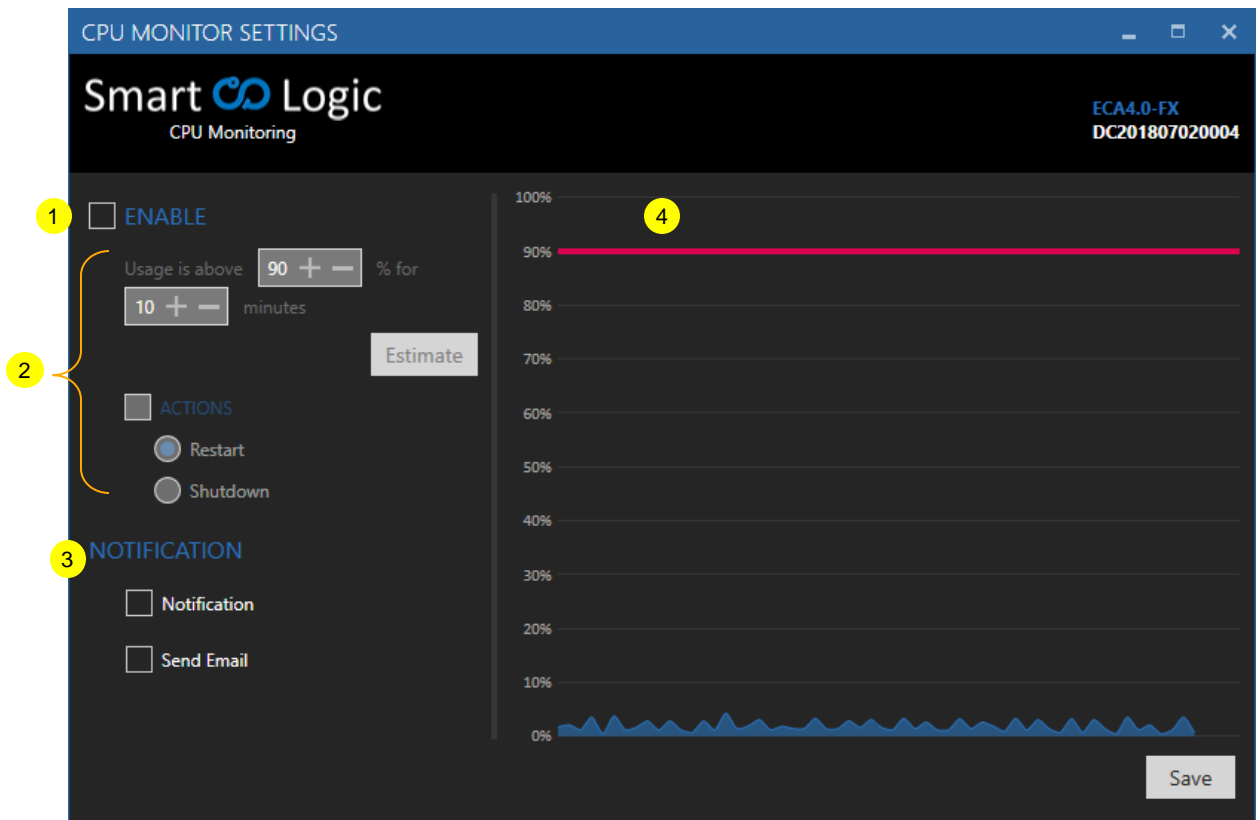 CPU MONITOR SETTINGS
Smart Logic
CPU Monitoring
ECA4.0-FX
DC201807020004
1
ENABLE
Usage is above 90 % for
10 minutes
Estimate
2
ACTIONS
Restart
Shutdown
3
NOTIFICATION
Notification
Send Email
4
100%
90%
80%
70%
60%
50%
40%
30%
20%
10%
0%
Save